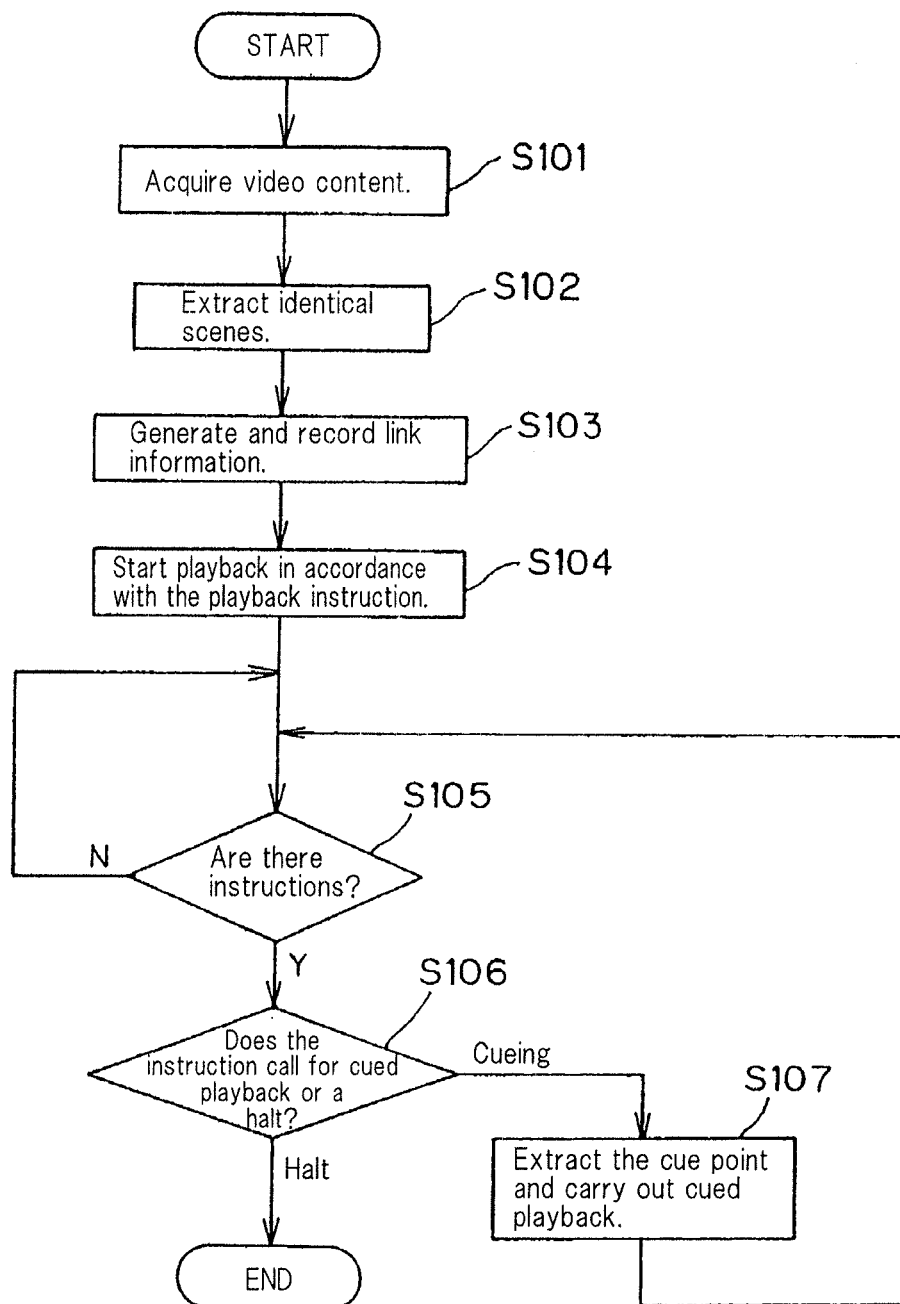 START
Acquire video content.
S101
Extract identical
scenes.
S102
Generate and record link
information.
S103
Start playback in accordance
with the playback instruction.
S104
S105
Are there
instructions?
N
Y
S106
Does the
instruction call for cued
playback or a
halt?
Cueing
S107
Extract the cue point
and carry out cued
playback.
Halt
END